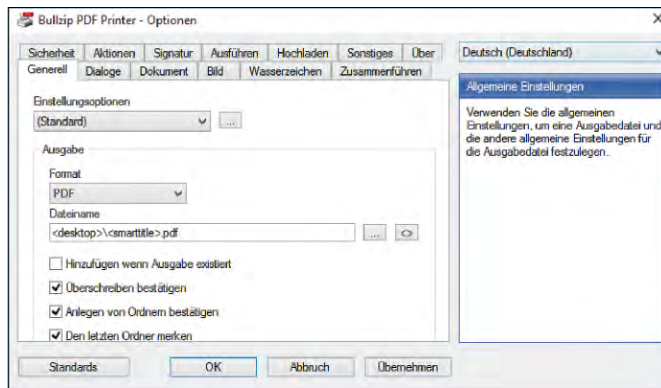 Bullzip PDF Printer - Optionen
Sicherheit Aktionen Signatur Ausführen Hochladen Sonstiges Über
Generell Dialoge Dokument Bild Wasserzeichen Zusammenführen
Einstellungsoptionen
(Standard)
...
Ausgabe
Format
PDF
Dateiname
<desktop>\<smarttitle>.pdf
... <>
Hinzufügen wenn Ausgabe existiert
Überschreiben bestätigen
Anlegen von Ordnern bestätigen
Den letzten Ordner merken
Standards OK Abbruch Übernehmen
Deutsch (Deutschland)
Allgemeine Einstellungen
Verwenden Sie die allgemeinen
Einstellungen, um eine Ausgabedatei und
die andere allgemeine Einstellungen für
die Ausgabedatei festzulegen.